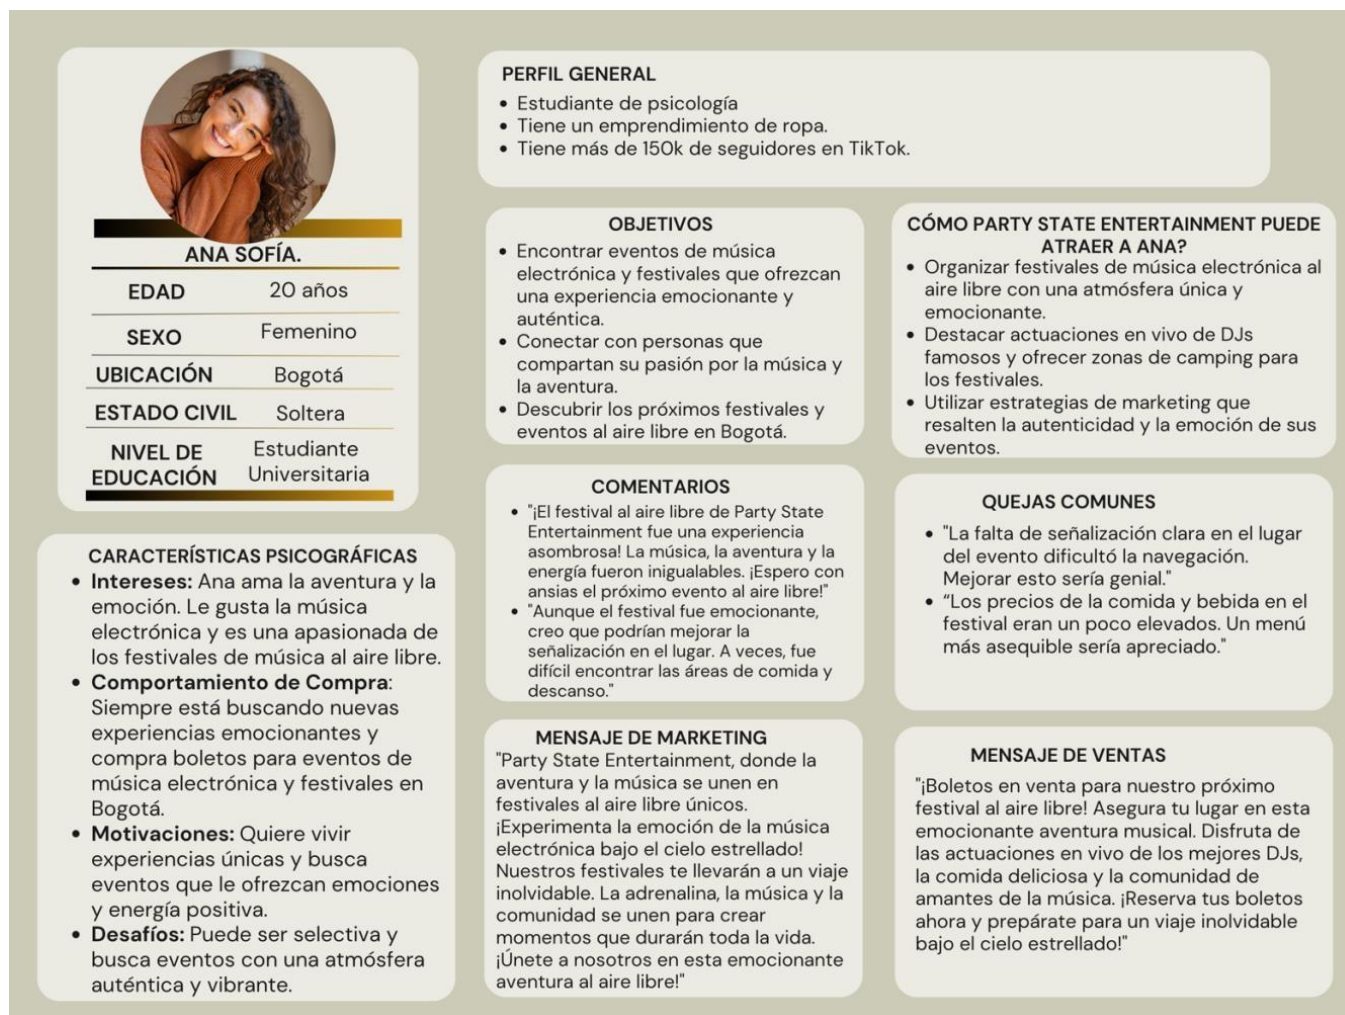 ANA SOFÍA.
EDAD 20 años
SEXO Femenino
UBICACIÓN Bogotá
ESTADO CIVIL Soltera
NIVEL DE EDUCACIÓN Estudiante Universitaria
CARACTERÍSTICAS PSICOGRÁFICAS
• Intereses: Ana ama la aventura y la
emoción. Le gusta la música
electrónica y es una apasionada de
los festivales de música al aire libre.
• Comportamiento de Compra:
Siempre está buscando nuevas
experiencias emocionantes y
compra boletos para eventos de
música electrónica y festivales en
Bogotá.
• Motivaciones: Quiere vivir
experiencias únicas y busca
eventos que le ofrezcan emociones
y energía positiva.
• Desafíos: Puede ser selectiva y
busca eventos con una atmósfera
auténtica y vibrante.
PERFIL GENERAL
• Estudiante de psicología
• Tiene un emprendimiento de ropa.
• Tiene más de 150k de seguidores en TikTok.
OBJETIVOS
• Encontrar eventos de música
electrónica y festivales que ofrezcan
una experiencia emocionante y
auténtica.
• Conectar con personas que
compartan su pasión por la música y
la aventura.
• Descubrir los próximos festivales y
eventos al aire libre en Bogotá.
CÓMO PARTY STATE ENTERTAINMENT PUEDE
ATRAER A ANA?
• Organizar festivales de música electrónica al
aire libre con una atmósfera única y
emocionante.
• Destacar actuaciones en vivo de DJs
famosos y ofrecer zonas de camping para
los festivales.
• Utilizar estrategias de marketing que
resalten la autenticidad y la emoción de sus
eventos.
COMENTARIOS
• "¡El festival al aire libre de Party State
Entertainment fue una experiencia
asombrosa! La música, la aventura y la
energía fueron inigualables. ¡Espero con
ansias el próximo evento al aire libre!"
• "Aunque el festival fue emocionante,
creo que podrían mejorar la
señalización en el lugar. A veces, fue
difícil encontrar las áreas de comida y
descanso."
QUEJAS COMUNES
• "La falta de señalización clara en el lugar
del evento dificultó la navegación.
Mejorar esto sería genial."
• “Los precios de la comida y bebida en el
festival eran un poco elevados. Un menú
más asequible sería apreciado."
MENSAJE DE MARKETING
"Party State Entertainment, donde la
aventura y la música se unen en
festivales al aire libre únicos.
¡Experimenta la emoción de la música
electrónica bajo el cielo estrellado!
Nuestros festivales te llevarán a un viaje
inolvidable. La adrenalina, la música y la
comunidad se unen para crear
momentos que durarán toda la vida.
¡Únete a nosotros en esta emocionante
aventura al aire libre!"
MENSAJE DE VENTAS
"¡Boletos en venta para nuestro próximo
festival al aire libre! Asegura tu lugar en esta
emocionante aventura musical. Disfruta de
las actuaciones en vivo de los mejores DJs,
la comida deliciosa y la comunidad de
amantes de la música. ¡Reserva tus boletos
ahora y prepárate para un viaje inolvidable
bajo el cielo estrellado!"